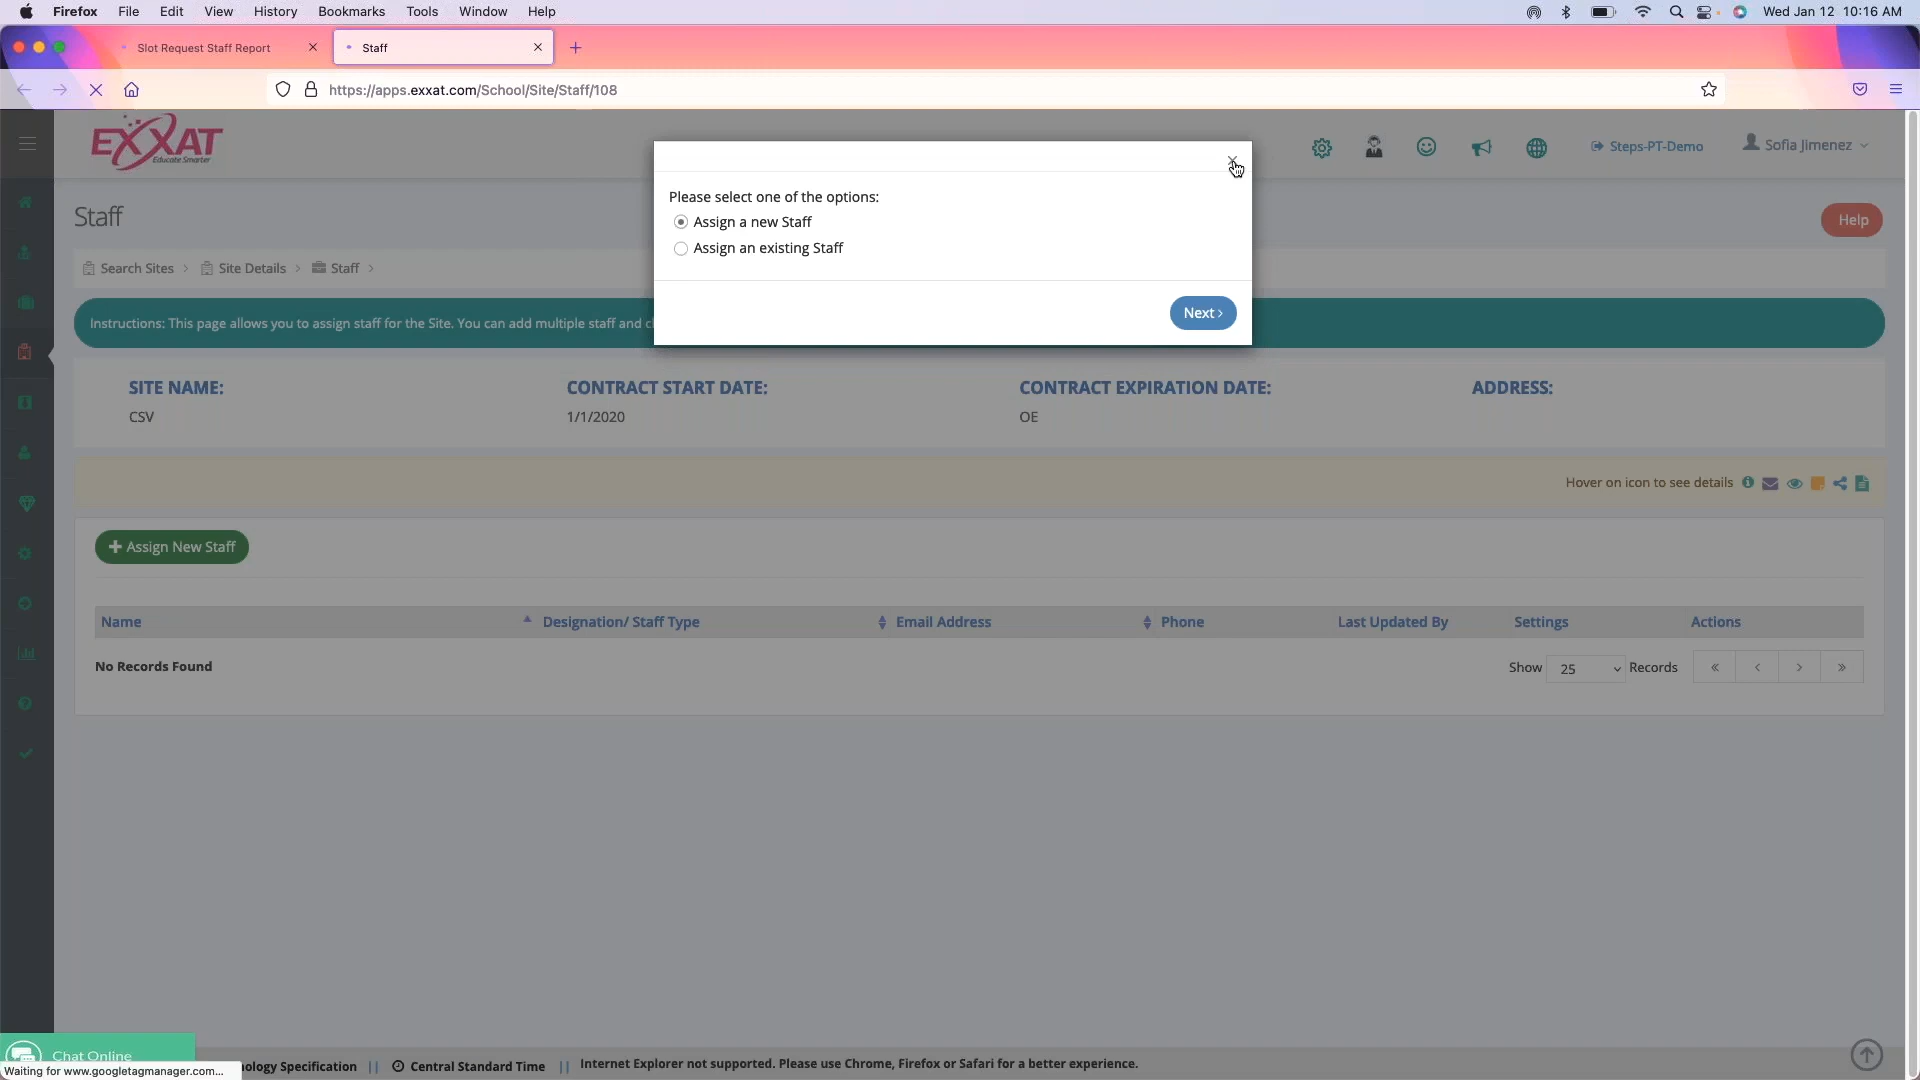 Firefox File Edit View History Bookmarks Tools Window Help Wed Jan 12 10:16 AM
Slot Request Staff Report Staff
https://apps.exxat.com/School/Site/Staff/108
EXXAT
Educate Smarter
Steps-PT-Demo Sofia Jimenez
Please select one of the options:
Assign a new Staff
Assign an existing Staff
Next
Staff
Help
Search Sites Site Details Staff
Instructions: This page allows you to assign staff for the Site. You can add multiple staff and
SITE NAME: CONTRACT START DATE: CONTRACT EXPIRATION DATE: ADDRESS:
CSV 1/1/2020 OE
Hover on icon to see details
Assign New Staff
Name Designation/ Staff Type Email Address Phone Last Updated By Settings Actions
No Records Found Show 25 Records « ‹ › »
Chat Online
Waiting for www.googletagmanager.com...
Specification || Central Standard Time || Internet Explorer not supported. Please use Chrome, Firefox or Safari for a better experience.